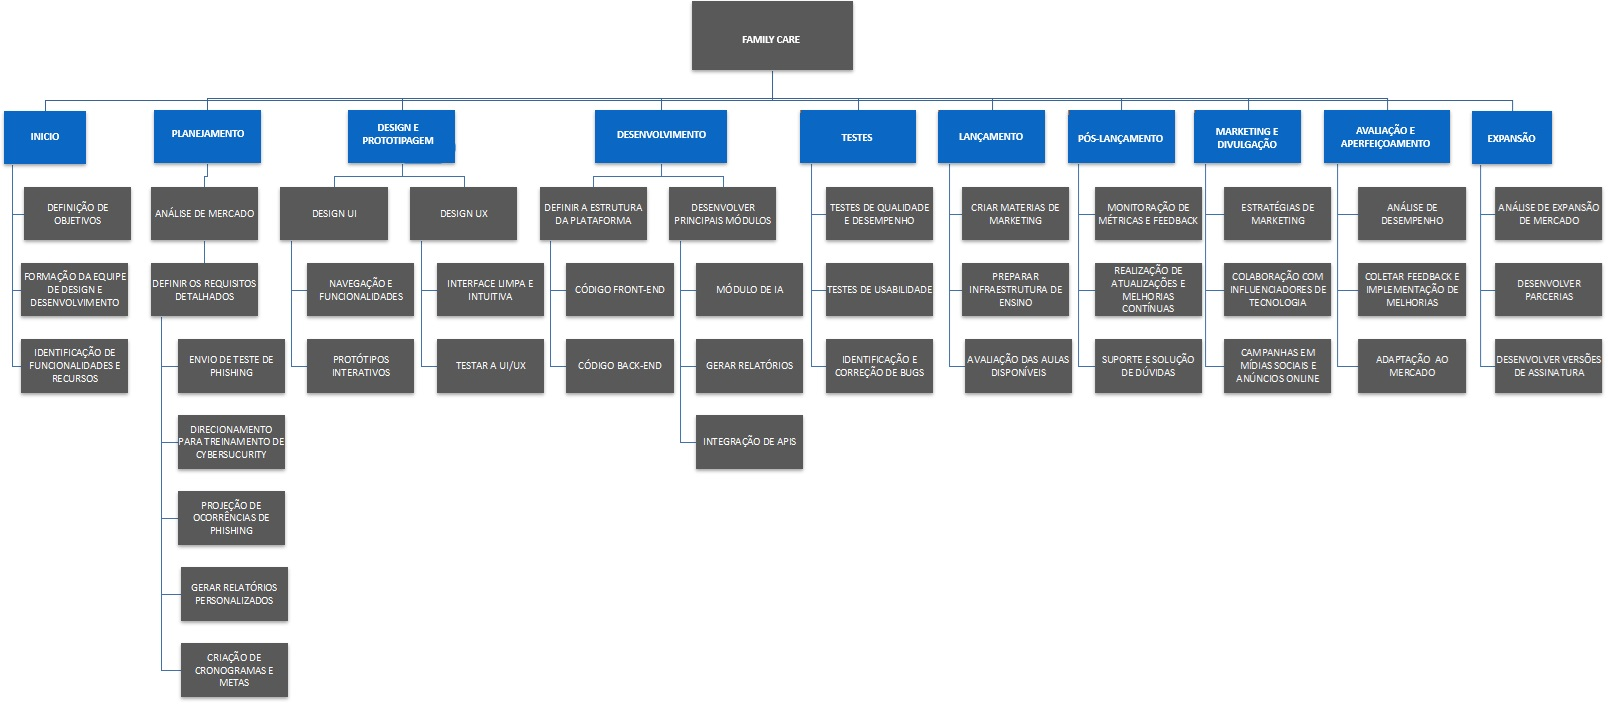 FAMILY CARE
INICIO
DEFINIÇÃO DE
OBJETIVOS
FORMAÇÃO DA EQUIPE
DE DESIGN E
DESENVOLVIMENTO
IDENTIFICAÇÃO DE
FUNCIONALIDADES E
RECURSOS
PLANEJAMENTO
ANÁLISE DE MERCADO
DEFINIR OS REQUISITOS
DETALHADOS
ENVIO DE TESTE DE
PHISHING
DIRECIONAMENTO
PARA TREINAMENTO DE
CYBERSUCURITY
PROJEÇÃO DE
OCORRÊNCIAS DE
PHISHING
GERAR RELATÓRIOS
PERSONALIZADOS
CRIAÇÃO DE
CRONOGRAMAS E
METAS
DESIGN E
PROTOTIPAGEM
DESIGN UI
NAVEGAÇÃO E
FUNCIONALIDADES
PROTÓTIPOS
INTERATIVOS
DESIGN UX
INTERFACE LIMPA E
INTUITIVA
TESTAR A UI/UX
DESENVOLVIMENTO
DEFINIR A ESTRUTURA
DA PLATAFORMA
CÓDIGO FRONT-END
CÓDIGO BACK-END
DESENVOLVER
PRINCIPAIS MÓDULOS
MÓDULO DE IA
GERAR RELATÓRIOS
INTEGRAÇÃO DE APIS
TESTES
TESTES DE QUALIDADE
E DESEMPENHO
TESTES DE USABILIDADE
IDENTIFICAÇÃO E
CORREÇÃO DE BUGS
LANÇAMENTO
CRIAR MATERIAS DE
MARKETING
PREPARAR
INFRAESTRUTURA DE
ENSINO
AVALIAÇÃO DAS AULAS
DISPONÍVEIS
PÓS-LANÇAMENTO
MONITORAÇÃO DE
MÉTRICAS E FEEDBACK
REALIZAÇÃO DE
ATUALIZAÇÕES E
MELHORIAS
CONTÍNUAS
SUPORTE E SOLUÇÃO
DE DÚVIDAS
MARKETING E
DIVULGAÇÃO
ESTRATÉGIAS DE
MARKETING
COLABORAÇÃO COM
INFLUENCIADORES DE
TECNOLOGIA
CAMPANHAS EM
MÍDIAS SOCIAIS E
ANÚNCIOS ONLINE
AVALIAÇÃO E
APERFEIÇOAMENTO
ANÁLISE DE
DESEMPENHO
COLETAR FEEDBACK E
IMPLEMENTAÇÃO DE
MELHORIAS
ADAPTAÇÃO AO
MERCADO
EXPANSÃO
ANÁLISE DE EXPANSÃO
DE MERCADO
DESENVOLVER
PARCERIAS
DESENVOLVER VERSÕES
DE ASSINATURA